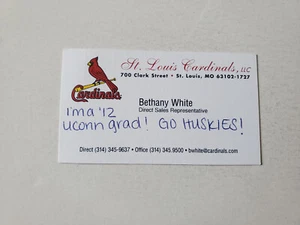 St. Louis Cardinals, LLC
700 Clark Street • St. Louis, MO 63102-1727
Cardinals
Bethany White
Direct Sales Representative
I'm a '12
uconn grad! GO HUSKIES!
Direct (314) 345-9637 • Office (314) 345.9500 • bwhite@cardinals.com